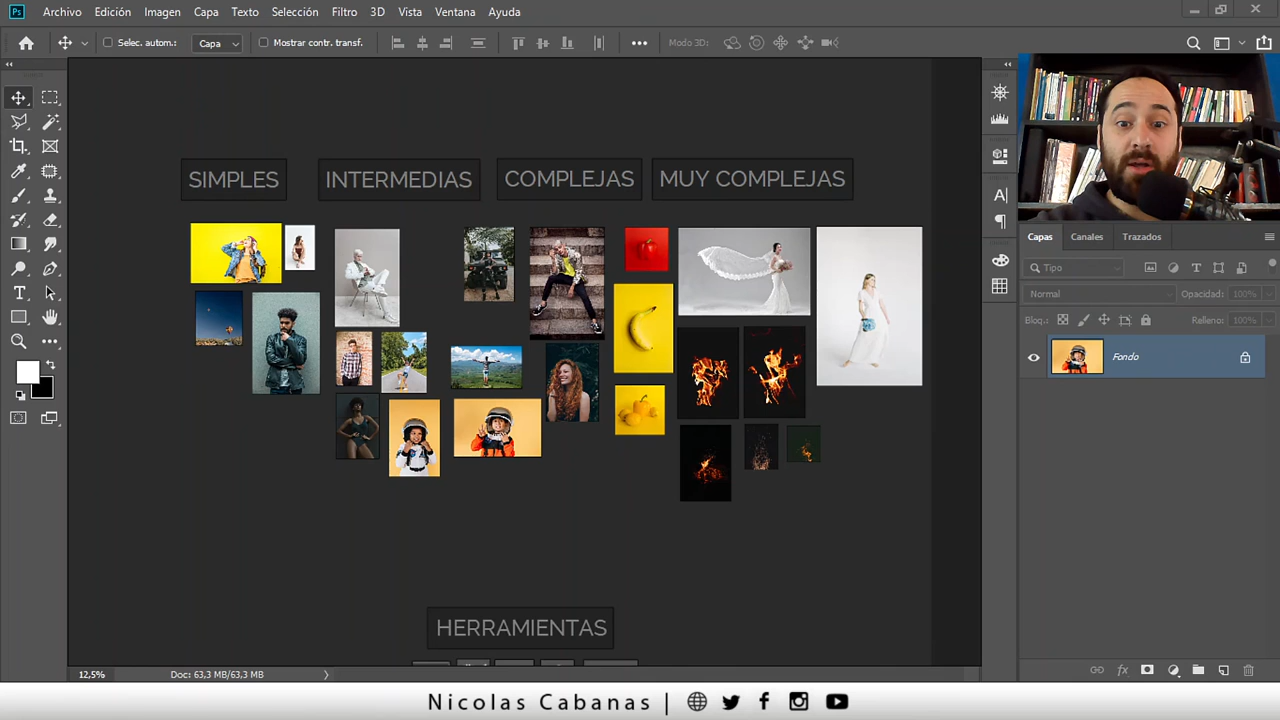 Ps Archivo Edición Imagen Capa Texto Selección Filtro 3D Vista Ventana Ayuda
Selec. autom.: Capa Mostrar contr. transf. Modo 3D:
SIMPLES INTERMEDIAS COMPLEJAS MUY COMPLEJAS
Capas Canales Trazados
Tipo
Normal Opacidad: 100%
Bloq.: Relleno: 100%
Fondo
HERRAMIENTAS
12,5% Doc: 63,3 MB/63,3 MB
Nicolas Cabanas |